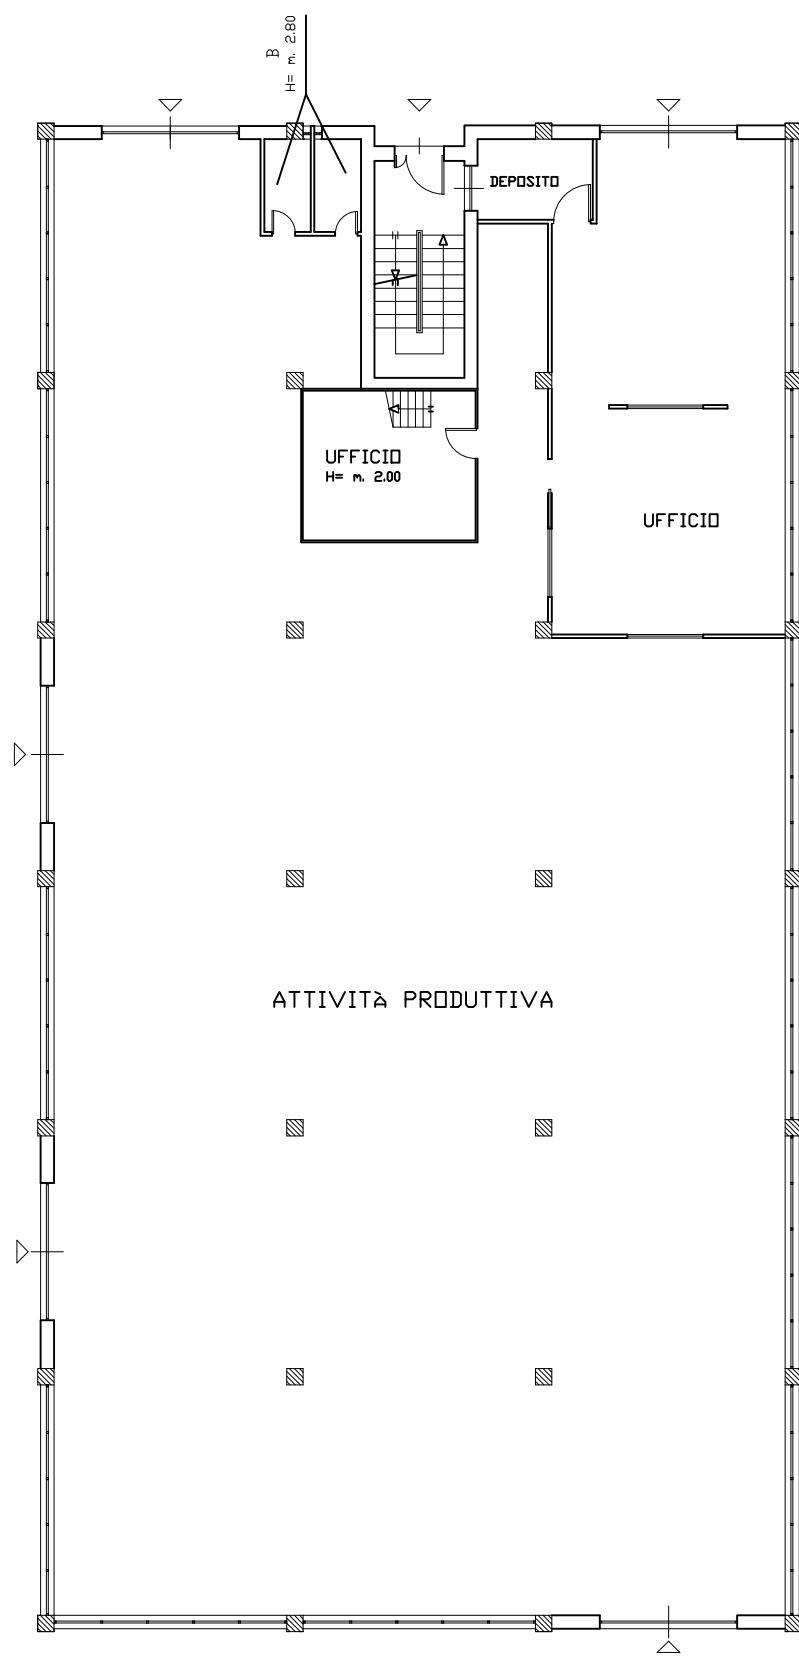 B
H= m. 2.80
DEPOSITO
UFFICIO
H= m. 2.00
UFFICIO
ATTIVITà PRODUTTIVA